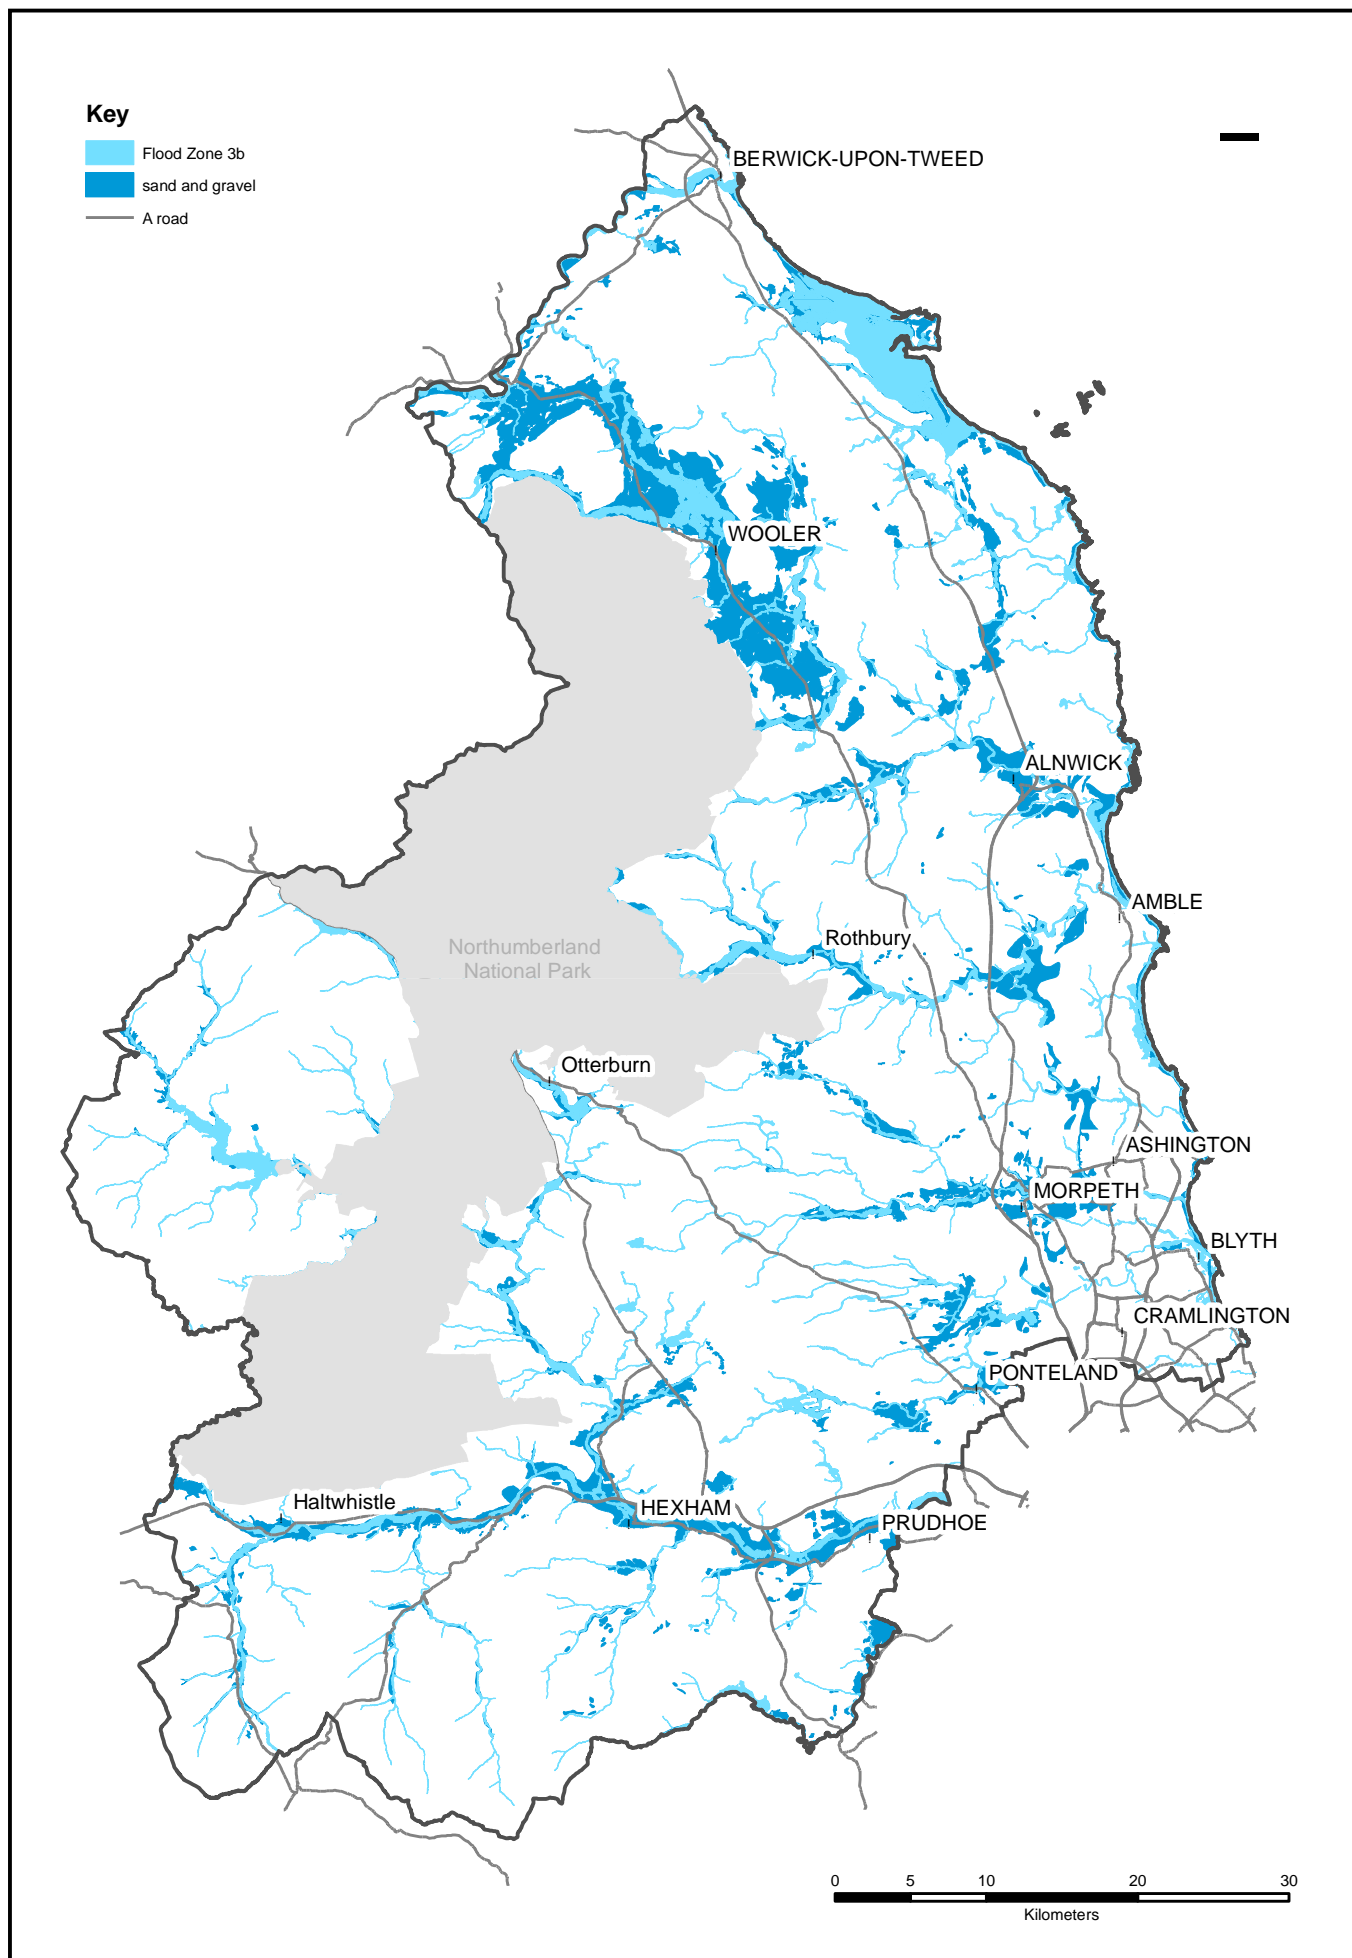 Key
Flood Zone 3b
sand and gravel
A road
BERWICK-UPON-TWEED
WOOLER
ALNWICK
AMBLE
Rothbury
Northumberland
National Park
Otterburn
ASHINGTON
MORPETH
BLYTH
CRAMLINGTON
PONTELAND
Haltwhistle
HEXHAM
PRUDHOE
0 5 10 20 30
Kilometers